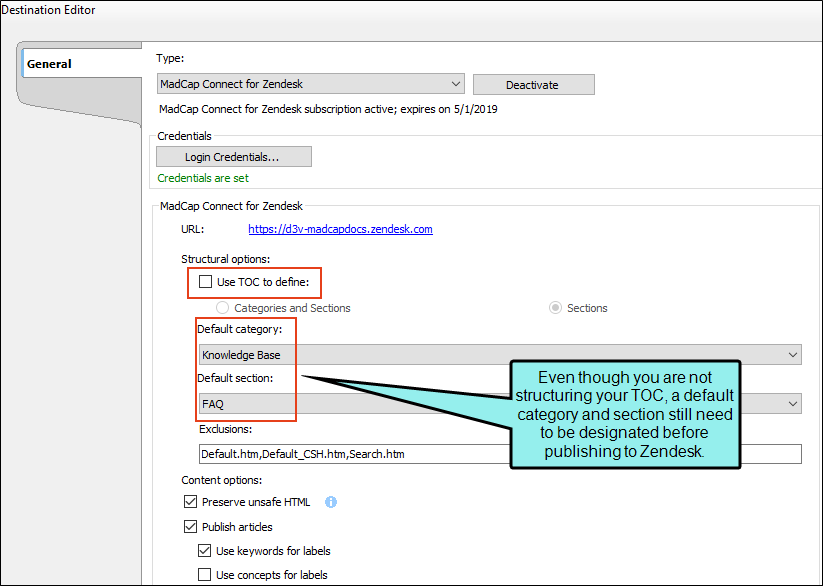 Destination Editor
General
Type:
MadCap Connect for Zendesk
Deactivate
MadCap Connect for Zendesk subscription active; expires on 5/1/2019
Credentials
Login Credentials...
Credentials are set
MadCap Connect for Zendesk
URL:
https://d3v-madcapdocs.zendesk.com
Structural options:
Use TOC to define:
Categories and Sections
Sections
Default category:
Knowledge Base
Default section:
FAQ
Even though you are not
structuring your TOC, a default
category and section still need
to be designated before
publishing to Zendesk.
Exclusions:
Default.htm,Default_CSH.htm,Search.htm
Content options:
Preserve unsafe HTML
Publish articles
Use keywords for labels
Use concepts for labels